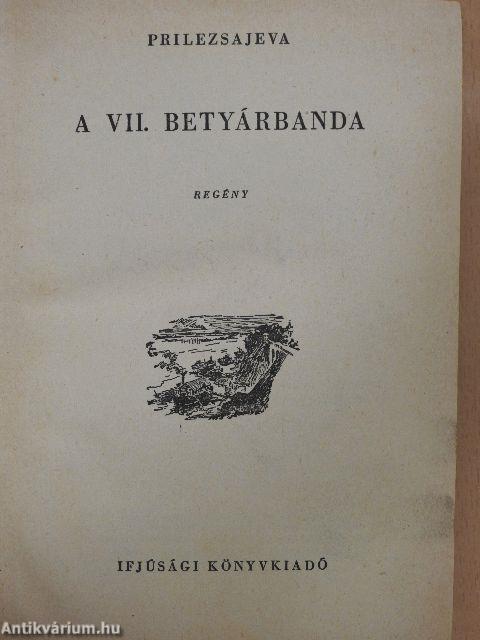 PRILEZSAJEVA
A VII. BETYÁRBANDA
REGÉNY
IFJÚSÁGI KÖNYVKIADÓ
Antikvárium.hu